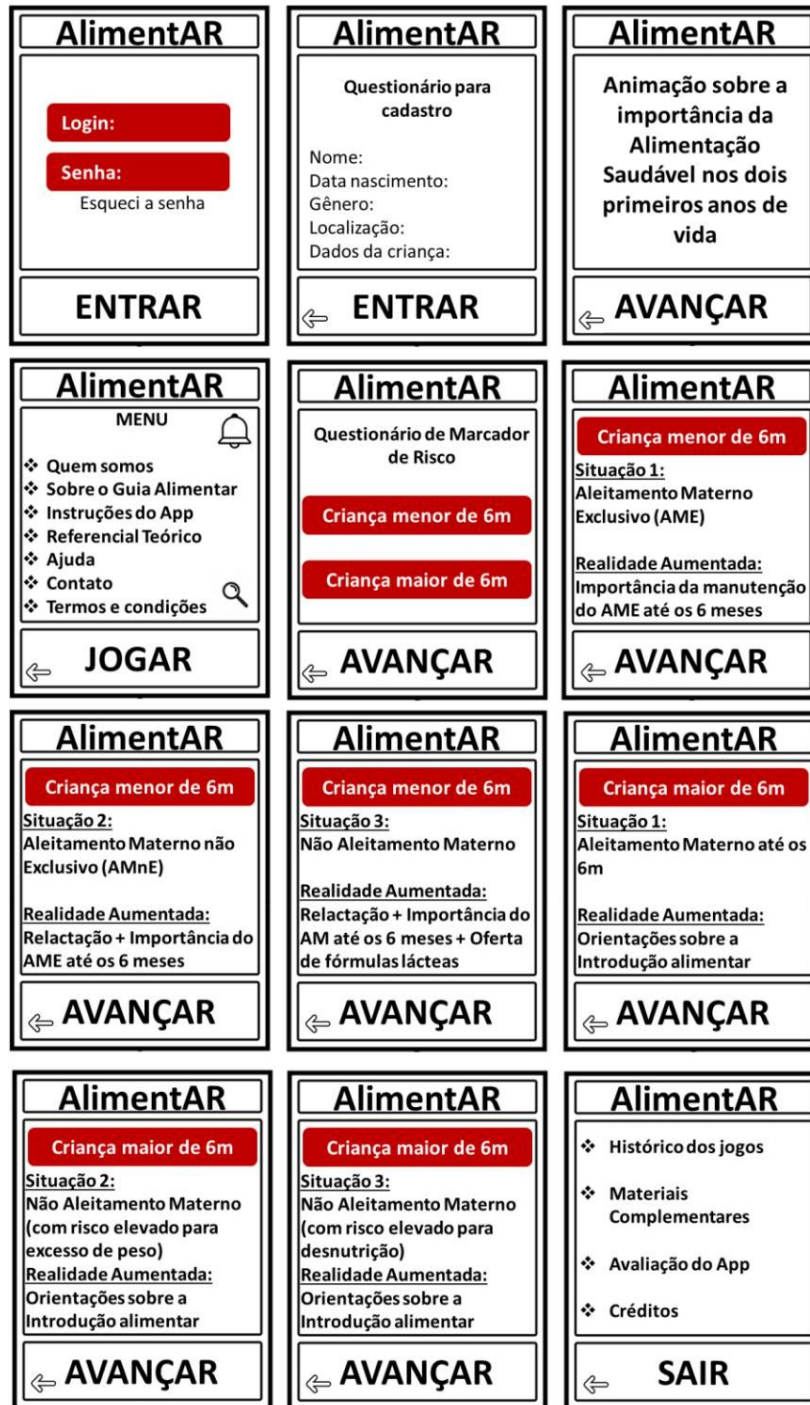 AlimentAR
Login:
Senha:
Esqueci a senha
ENTRAR
AlimentAR
Questionário para
cadastro
Nome:
Data nascimento:
Gênero:
Localização:
Dados da criança:
ENTRAR
AlimentAR
Animação sobre a
importância da
Alimentação
Saudável nos dois
primeiros anos de
vida
AVANÇAR
AlimentAR
MENU
Quem somos
Sobre o Guia Alimentar
Instruções do App
Referencial Teórico
Ajuda
Contato
Termos e condições
JOGAR
AlimentAR
Questionário de Marcador
de Risco
Criança menor de 6m
Criança maior de 6m
AVANÇAR
AlimentAR
Criança menor de 6m
Situação 1:
Aleitamento Materno
Exclusivo (AME)
Realidade Aumentada:
Importância da manutenção
do AME até os 6 meses
AVANÇAR
AlimentAR
Criança menor de 6m
Situação 2:
Aleitamento Materno não
Exclusivo (AMnE)
Realidade Aumentada:
Relactação + Importância do
AME até os 6 meses
AVANÇAR
AlimentAR
Criança menor de 6m
Situação 3:
Não Aleitamento Materno
Realidade Aumentada:
Relactação + Importância do
AM até os 6 meses + Oferta
de fórmulas lácteas
AVANÇAR
AlimentAR
Criança maior de 6m
Situação 1:
Aleitamento Materno até os
6m
Realidade Aumentada:
Orientações sobre a
Introdução alimentar
AVANÇAR
AlimentAR
Criança maior de 6m
Situação 2:
Não Aleitamento Materno
(com risco elevado para
excesso de peso)
Realidade Aumentada:
Orientações sobre a
Introdução alimentar
AVANÇAR
AlimentAR
Criança maior de 6m
Situação 3:
Não Aleitamento Materno
(com risco elevado para
desnutrição)
Realidade Aumentada:
Orientações sobre a
Introdução alimentar
AVANÇAR
AlimentAR
Histórico dos jogos
Materiais
Complementares
Avaliação do App
Créditos
SAIR